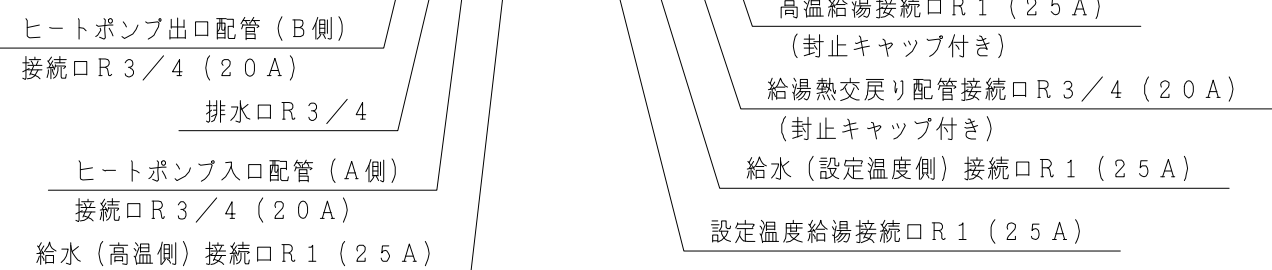 ヒートポンプ出口配管（Ｂ側）
接続口Ｒ３／４（２０Ａ）
排水口Ｒ３／４
ヒートポンプ入口配管（Ａ側）
接続口Ｒ３／４（２０Ａ）
給水（高温側）接続口Ｒ１（２５Ａ）
高温給湯接続口Ｒ１（２５Ａ）
（封止キャップ付き）
給湯熱交戻り配管接続口Ｒ３／４（２０Ａ）
（封止キャップ付き）
給水（設定温度側）接続口Ｒ１（２５Ａ）
設定温度給湯接続口Ｒ１（２５Ａ）